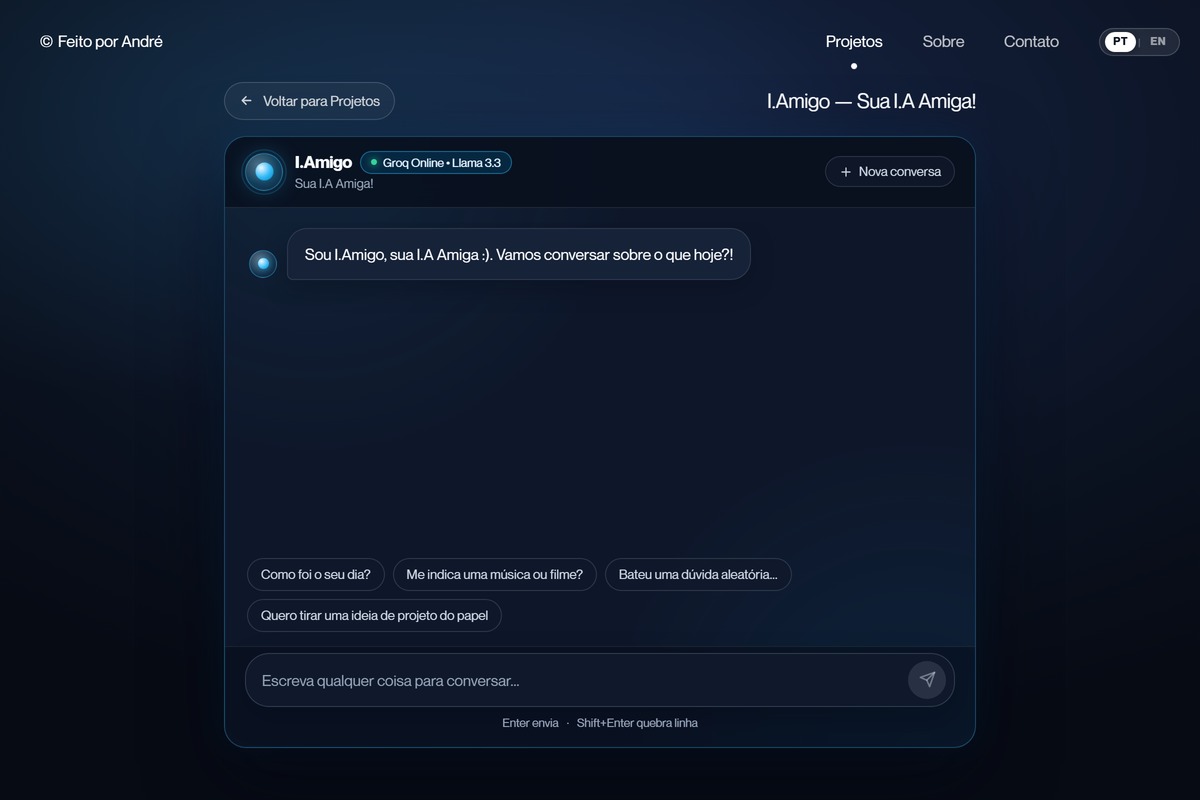 © Feito por André
Projetos
Sobre
Contato
PT | EN
← Voltar para Projetos
I.Amigo — Sua I.A Amiga!
I.Amigo
Groq Online • Llama 3.3
Sua I.A Amiga!
+ Nova conversa
Sou I.Amigo, sua I.A Amiga :). Vamos conversar sobre o que hoje?!
Como foi o seu dia?
Me indica uma música ou filme?
Bateu uma dúvida aleatória...
Quero tirar uma ideia de projeto do papel
Escreva qualquer coisa para conversar...
Enter envia · Shift+Enter quebra linha